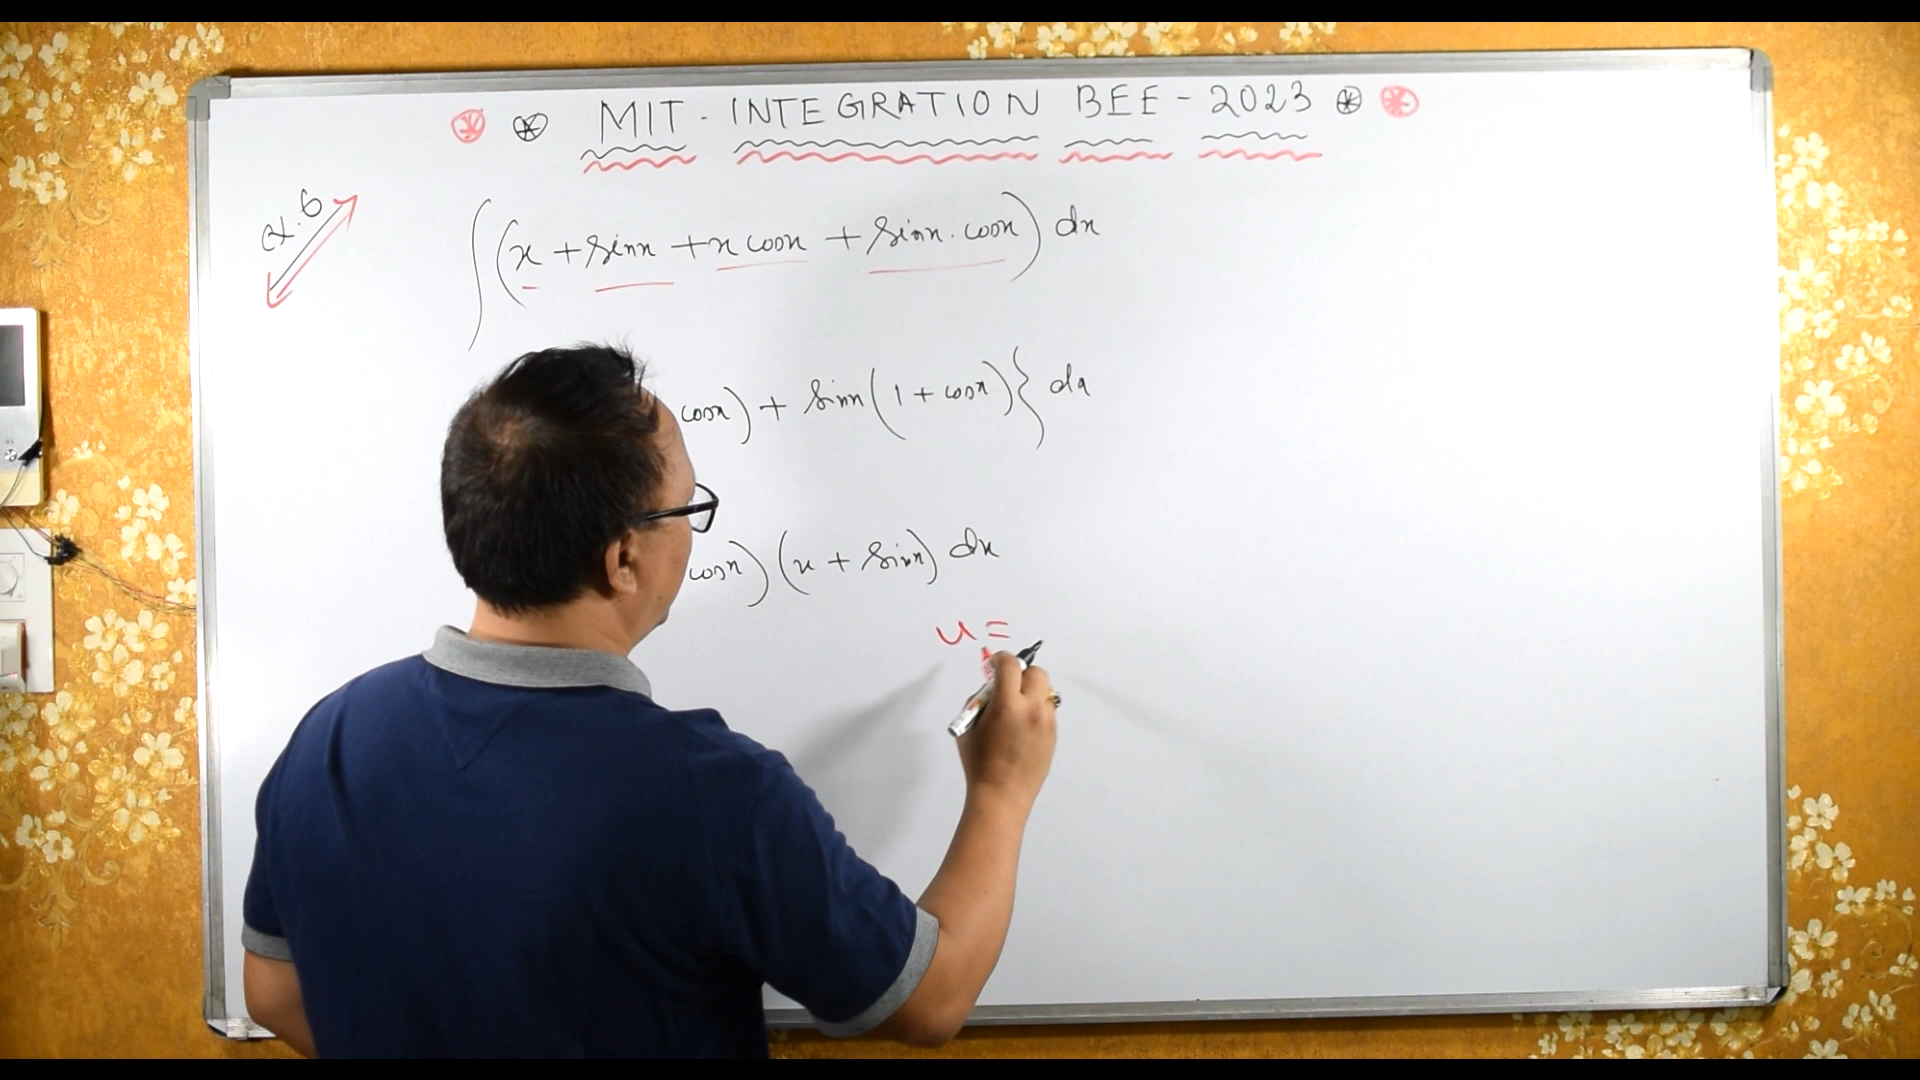 MIT - INTEGRATION BEE - 2023
Q.6
∫(x + sinx + x cosx + sinx. cosx) dx
cosx) + sinx(1 + cosx)} dx
cosx)(x + sinx) dx
u =